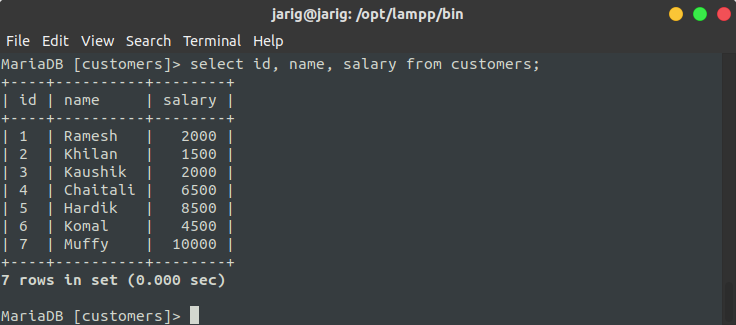 jarig@jarig: /opt/lampp/bin
File Edit View Search Terminal Help
MariaDB [customers]> select id, name, salary from customers;
+----+----------+--------+
| id | name     | salary |
+----+----------+--------+
| 1  | Ramesh   |   2000 |
| 2  | Khilan   |   1500 |
| 3  | Kaushik  |   2000 |
| 4  | Chaitali |   6500 |
| 5  | Hardik   |   8500 |
| 6  | Komal    |   4500 |
| 7  | Muffy    |  10000 |
+----+----------+--------+
7 rows in set (0.000 sec)
MariaDB [customers]>